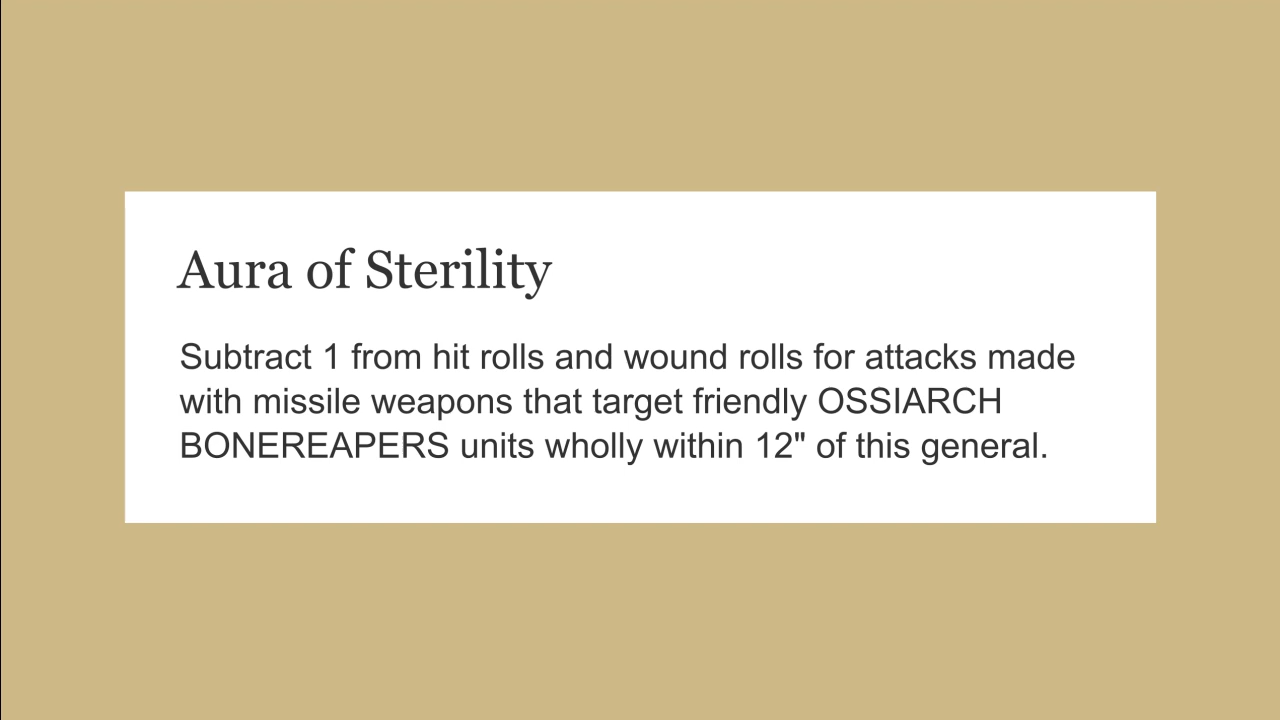 Aura of Sterility
Subtract 1 from hit rolls and wound rolls for attacks made
with missile weapons that target friendly OSSIARCH
BONEREAPERS units wholly within 12" of this general.